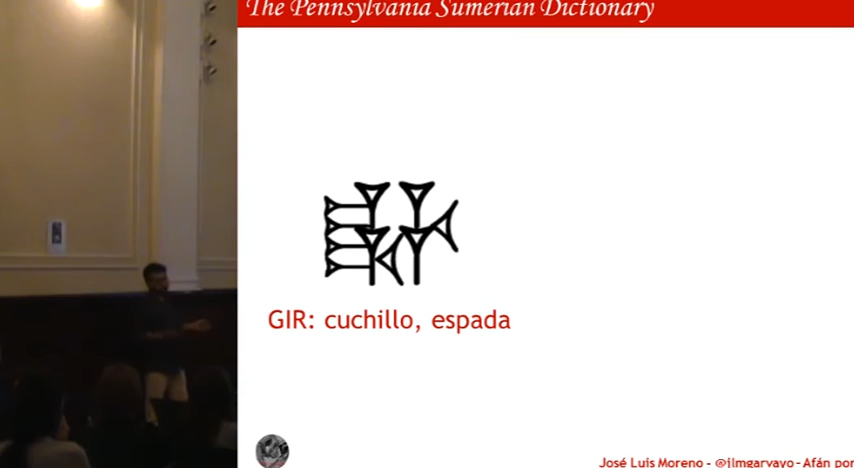 The Pennsylvania Sumerian Dictionary
GIR: cuchillo, espada
José Luis Moreno - @jlmgarvayo - Afán por